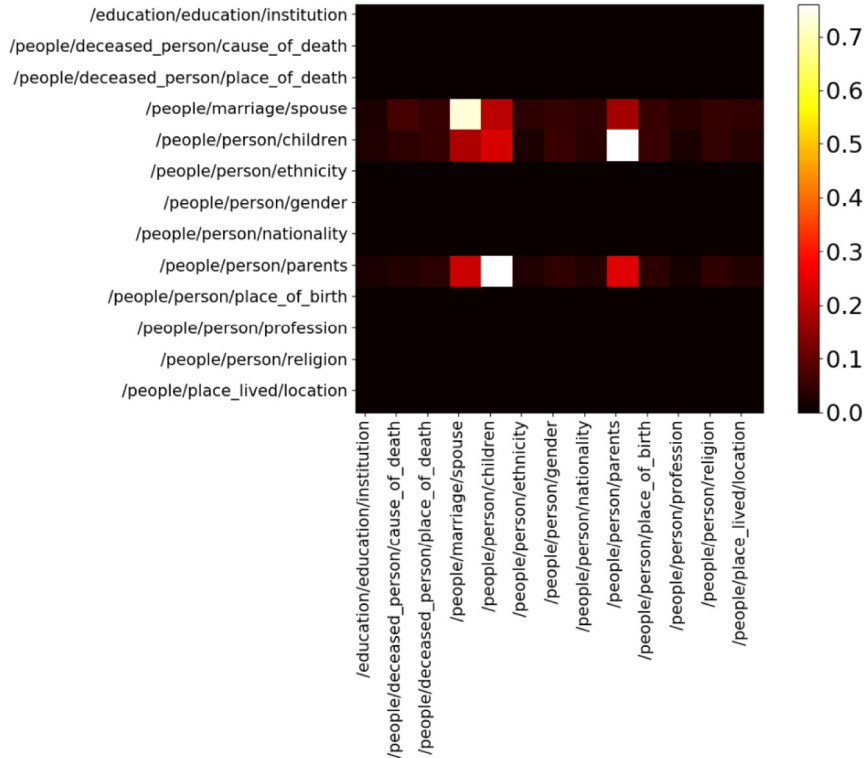 /education/education/institution
/people/deceased_person/cause_of_death
/people/deceased_person/place_of_death
/people/marriage/spouse
/people/person/children
/people/person/ethnicity
/people/person/gender
/people/person/nationality
/people/person/parents
/people/person/place_of_birth
/people/person/profession
/people/person/religion
/people/place_lived/location
/education/education/institution
/people/deceased_person/cause_of_death
/people/deceased_person/place_of_death
/people/marriage/spouse
/people/person/children
/people/person/ethnicity
/people/person/gender
/people/person/nationality
/people/person/parents
/people/person/place_of_birth
/people/person/profession
/people/person/religion
/people/place_lived/location
0.7
0.6
0.5
0.4
0.3
0.2
0.1
0.0